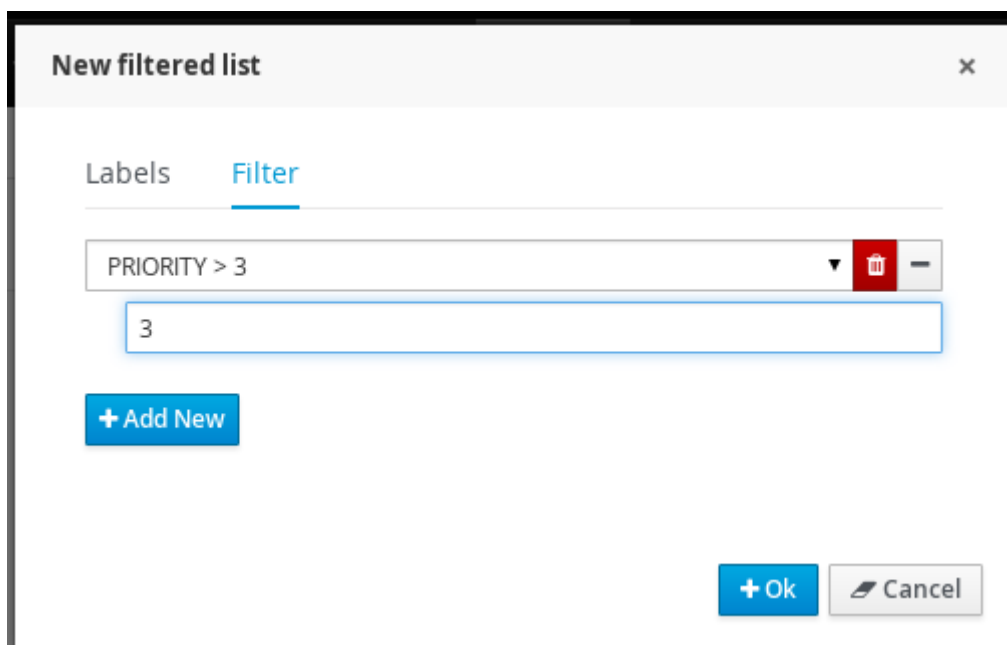 New filtered list ×
Labels Filter
PRIORITY > 3
3
+ Add New
+ Ok Cancel